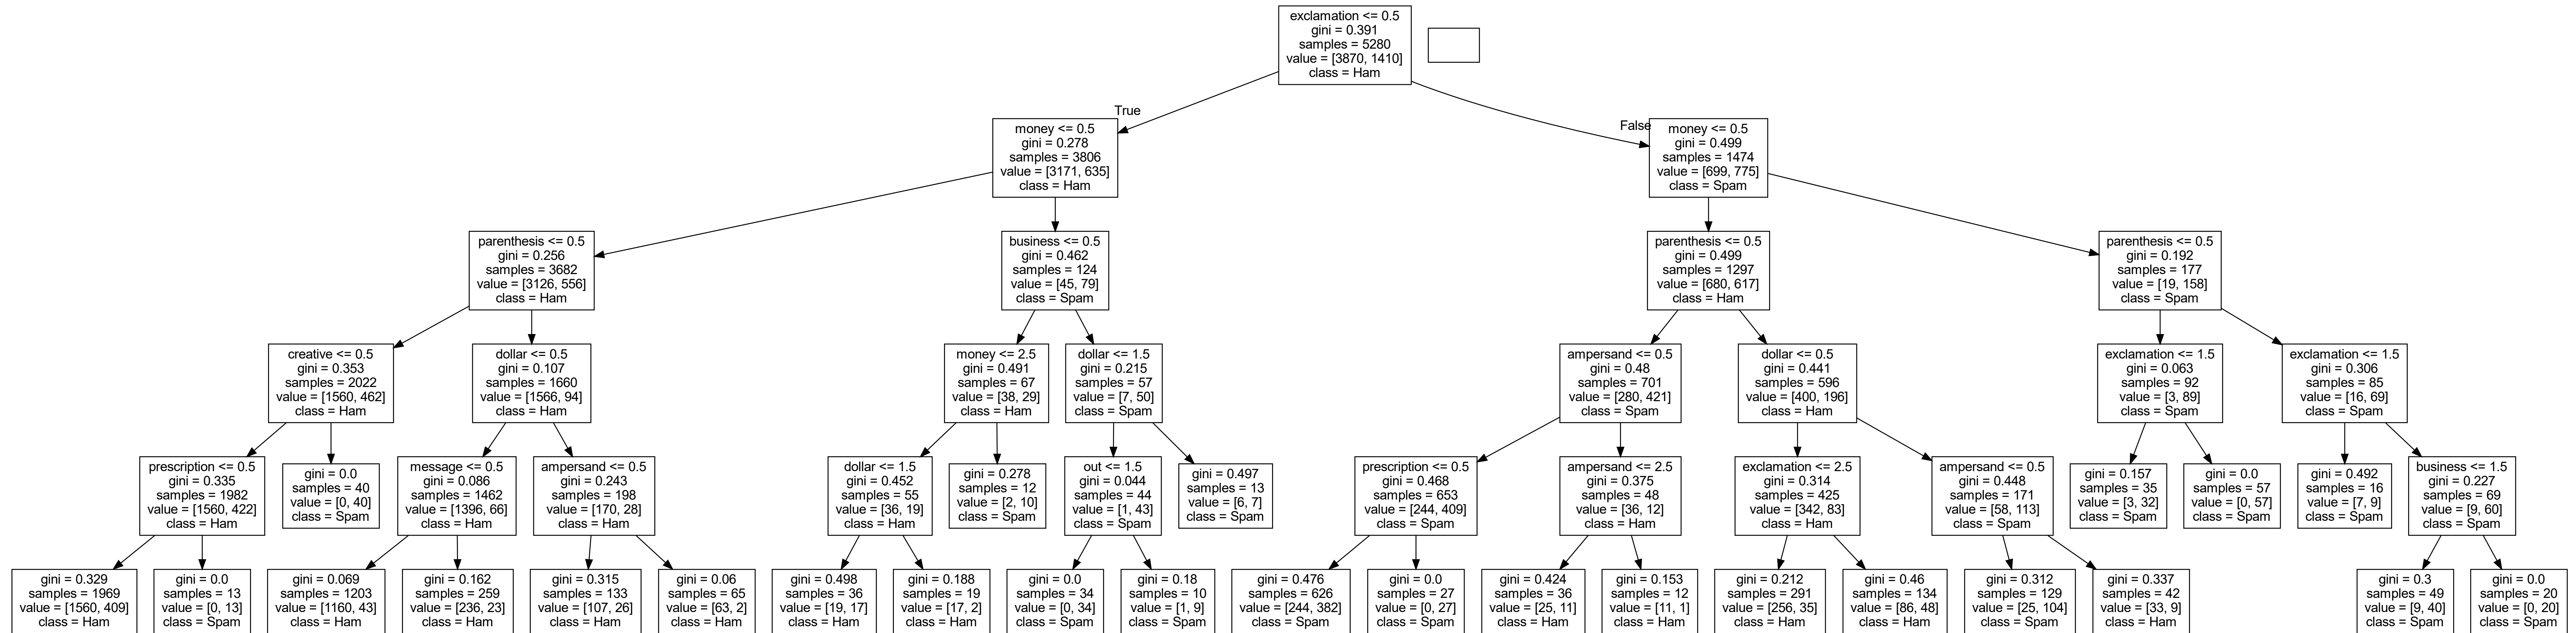 exclamation <= 0.5
gini = 0.391
samples = 5280
value = [3870, 1410]
class = Ham
True
False
money <= 0.5
gini = 0.278
samples = 3806
value = [3171, 635]
class = Ham
money <= 0.5
gini = 0.499
samples = 1474
value = [699, 775]
class = Spam
parenthesis <= 0.5
gini = 0.256
samples = 3682
value = [3126, 556]
class = Ham
business <= 0.5
gini = 0.462
samples = 124
value = [45, 79]
class = Spam
parenthesis <= 0.5
gini = 0.499
samples = 1297
value = [680, 617]
class = Ham
parenthesis <= 0.5
gini = 0.192
samples = 177
value = [19, 158]
class = Spam
creative <= 0.5
gini = 0.353
samples = 2022
value = [1560, 462]
class = Ham
dollar <= 0.5
gini = 0.107
samples = 1660
value = [1566, 94]
class = Ham
money <= 2.5
gini = 0.491
samples = 67
value = [38, 29]
class = Ham
dollar <= 1.5
gini = 0.215
samples = 57
value = [7, 50]
class = Spam
ampersand <= 0.5
gini = 0.48
samples = 701
value = [280, 421]
class = Spam
dollar <= 0.5
gini = 0.441
samples = 596
value = [400, 196]
class = Ham
exclamation <= 1.5
gini = 0.063
samples = 92
value = [3, 89]
class = Spam
exclamation <= 1.5
gini = 0.306
samples = 85
value = [16, 69]
class = Spam
prescription <= 0.5
gini = 0.335
samples = 1982
value = [1560, 422]
class = Ham
gini = 0.0
samples = 40
value = [0, 40]
class = Spam
message <= 0.5
gini = 0.086
samples = 1462
value = [1396, 66]
class = Ham
ampersand <= 0.5
gini = 0.243
samples = 198
value = [170, 28]
class = Ham
dollar <= 1.5
gini = 0.452
samples = 55
value = [36, 19]
class = Ham
gini = 0.278
samples = 12
value = [2, 10]
class = Spam
out <= 1.5
gini = 0.044
samples = 44
value = [1, 43]
class = Spam
gini = 0.497
samples = 13
value = [6, 7]
class = Spam
prescription <= 0.5
gini = 0.468
samples = 653
value = [244, 409]
class = Spam
ampersand <= 2.5
gini = 0.375
samples = 48
value = [36, 12]
class = Ham
exclamation <= 2.5
gini = 0.314
samples = 425
value = [342, 83]
class = Ham
ampersand <= 0.5
gini = 0.448
samples = 171
value = [58, 113]
class = Spam
gini = 0.157
samples = 35
value = [3, 32]
class = Spam
gini = 0.0
samples = 57
value = [0, 57]
class = Spam
gini = 0.492
samples = 16
value = [7, 9]
class = Spam
business <= 1.5
gini = 0.227
samples = 69
value = [9, 60]
class = Spam
gini = 0.329
samples = 1969
value = [1560, 409]
class = Ham
gini = 0.0
samples = 13
value = [0, 13]
class = Spam
gini = 0.069
samples = 1203
value = [1160, 43]
class = Ham
gini = 0.162
samples = 259
value = [236, 23]
class = Ham
gini = 0.315
samples = 133
value = [107, 26]
class = Ham
gini = 0.06
samples = 65
value = [63, 2]
class = Ham
gini = 0.498
samples = 36
value = [19, 17]
class = Ham
gini = 0.188
samples = 19
value = [17, 2]
class = Ham
gini = 0.0
samples = 34
value = [0, 34]
class = Spam
gini = 0.18
samples = 10
value = [1, 9]
class = Spam
gini = 0.476
samples = 626
value = [244, 382]
class = Spam
gini = 0.0
samples = 27
value = [0, 27]
class = Spam
gini = 0.424
samples = 36
value = [25, 11]
class = Ham
gini = 0.153
samples = 12
value = [11, 1]
class = Ham
gini = 0.212
samples = 291
value = [256, 35]
class = Ham
gini = 0.46
samples = 134
value = [86, 48]
class = Ham
gini = 0.312
samples = 129
value = [25, 104]
class = Spam
gini = 0.337
samples = 42
value = [33, 9]
class = Ham
gini = 0.3
samples = 49
value = [9, 40]
class = Spam
gini = 0.0
samples = 20
value = [0, 20]
class = Spam